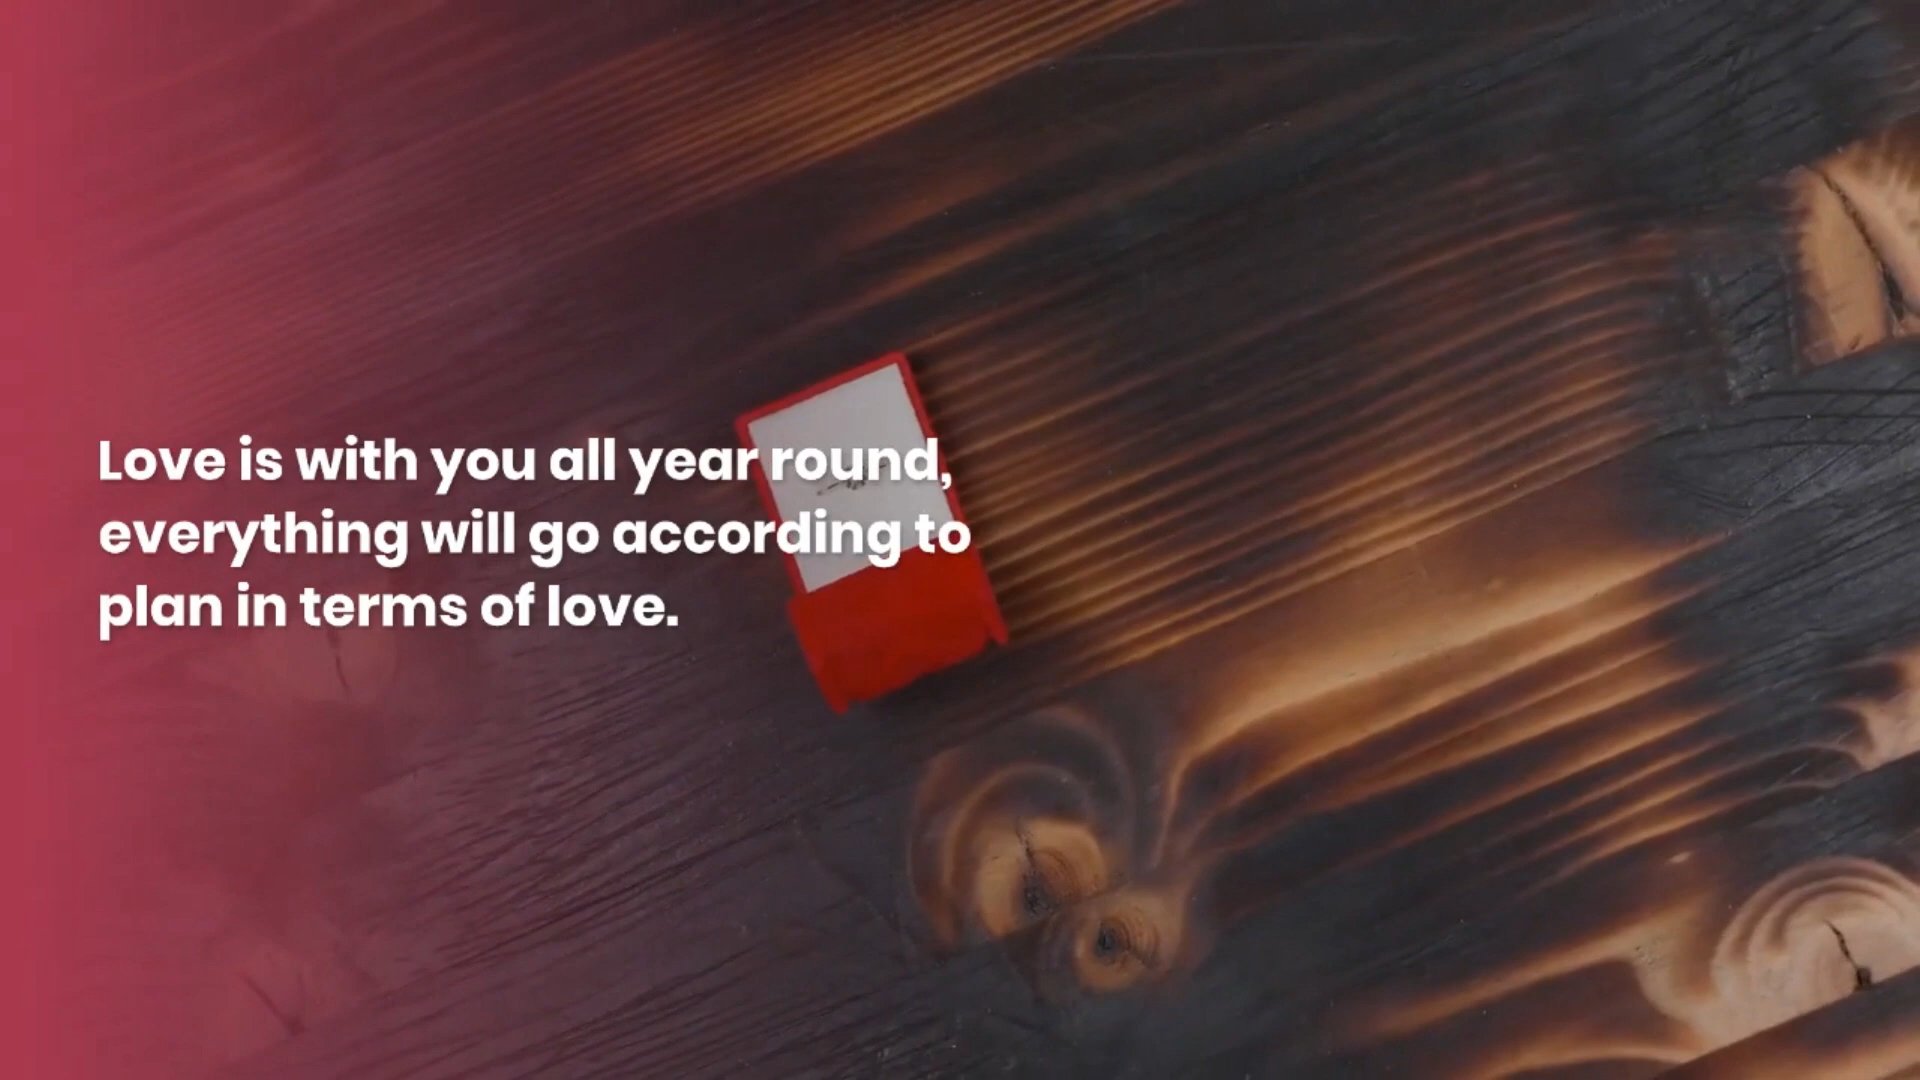 Love is with you all year round,
everything will go according to
plan in terms of love.